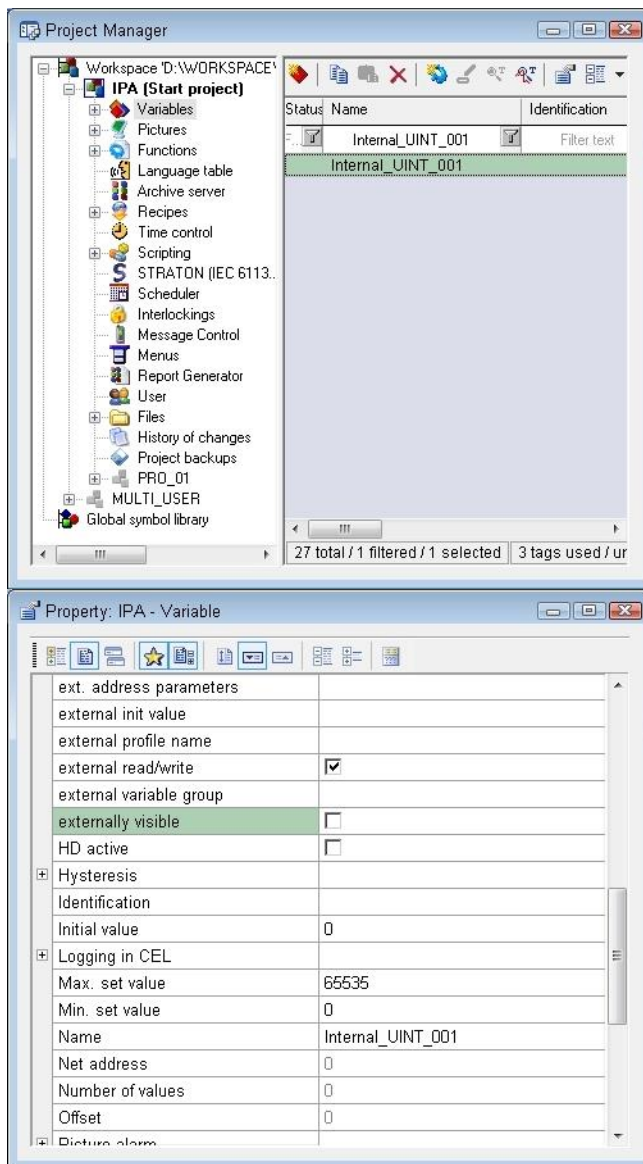 Project Manager
Workspace 'D:\WORKSPACE\
IPA (Start project)
Variables
Pictures
Functions
Language table
Archive server
Recipes
Time control
Scripting
STRATON (IEC 6113..
Scheduler
Interlockings
Message Control
Menus
Report Generator
User
Files
History of changes
Project backups
PRO_01
MULTI_USER
Global symbol library
Status Name Identification
Internal_UINT_001 Filter text
Internal_UINT_001
27 total / 1 filtered / 1 selected 3 tags used / un
Property: IPA - Variable
ext. address parameters
external init value
external profile name
external read/write
external variable group
externally visible
HD active
Hysteresis
Identification
Initial value 0
Logging in CEL
Max. set value 65535
Min. set value 0
Name Internal_UINT_001
Net address 0
Number of values 0
Offset 0
Picture alarm